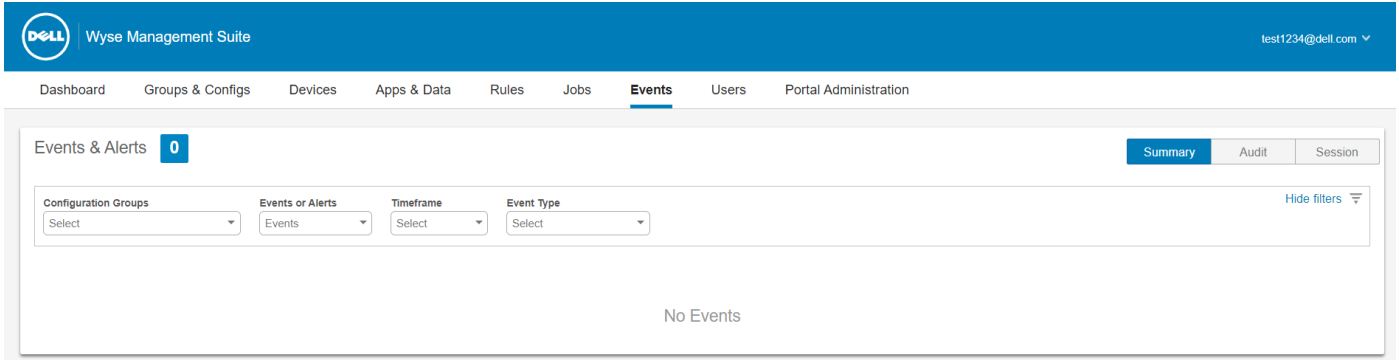 DELL Wyse Management Suite test1234@dell.com
Dashboard Groups & Configs Devices Apps & Data Rules Jobs Events Users Portal Administration
Events & Alerts 0 Summary Audit Session
Configuration Groups Events or Alerts Timeframe Event Type Hide filters
Select Events Select Select
No Events